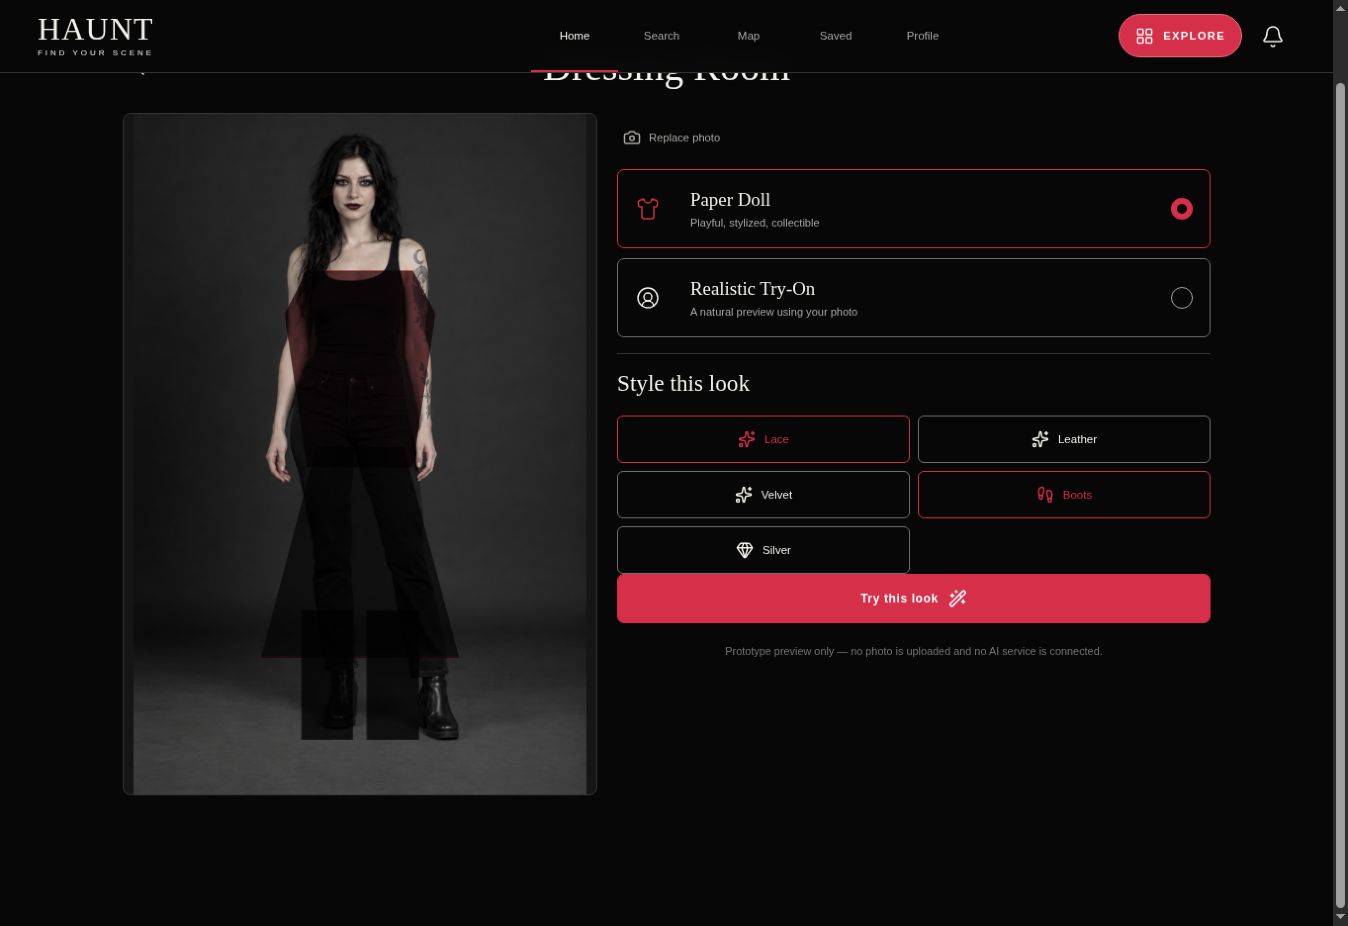 HAUNT
FIND YOUR SCENE
Home
Search
Map
Saved
Profile
EXPLORE
Dressing Room
Replace photo
Paper Doll
Playful, stylized, collectible
Realistic Try-On
A natural preview using your photo
Style this look
Lace
Leather
Velvet
Boots
Silver
Try this look
Prototype preview only — no photo is uploaded and no AI service is connected.